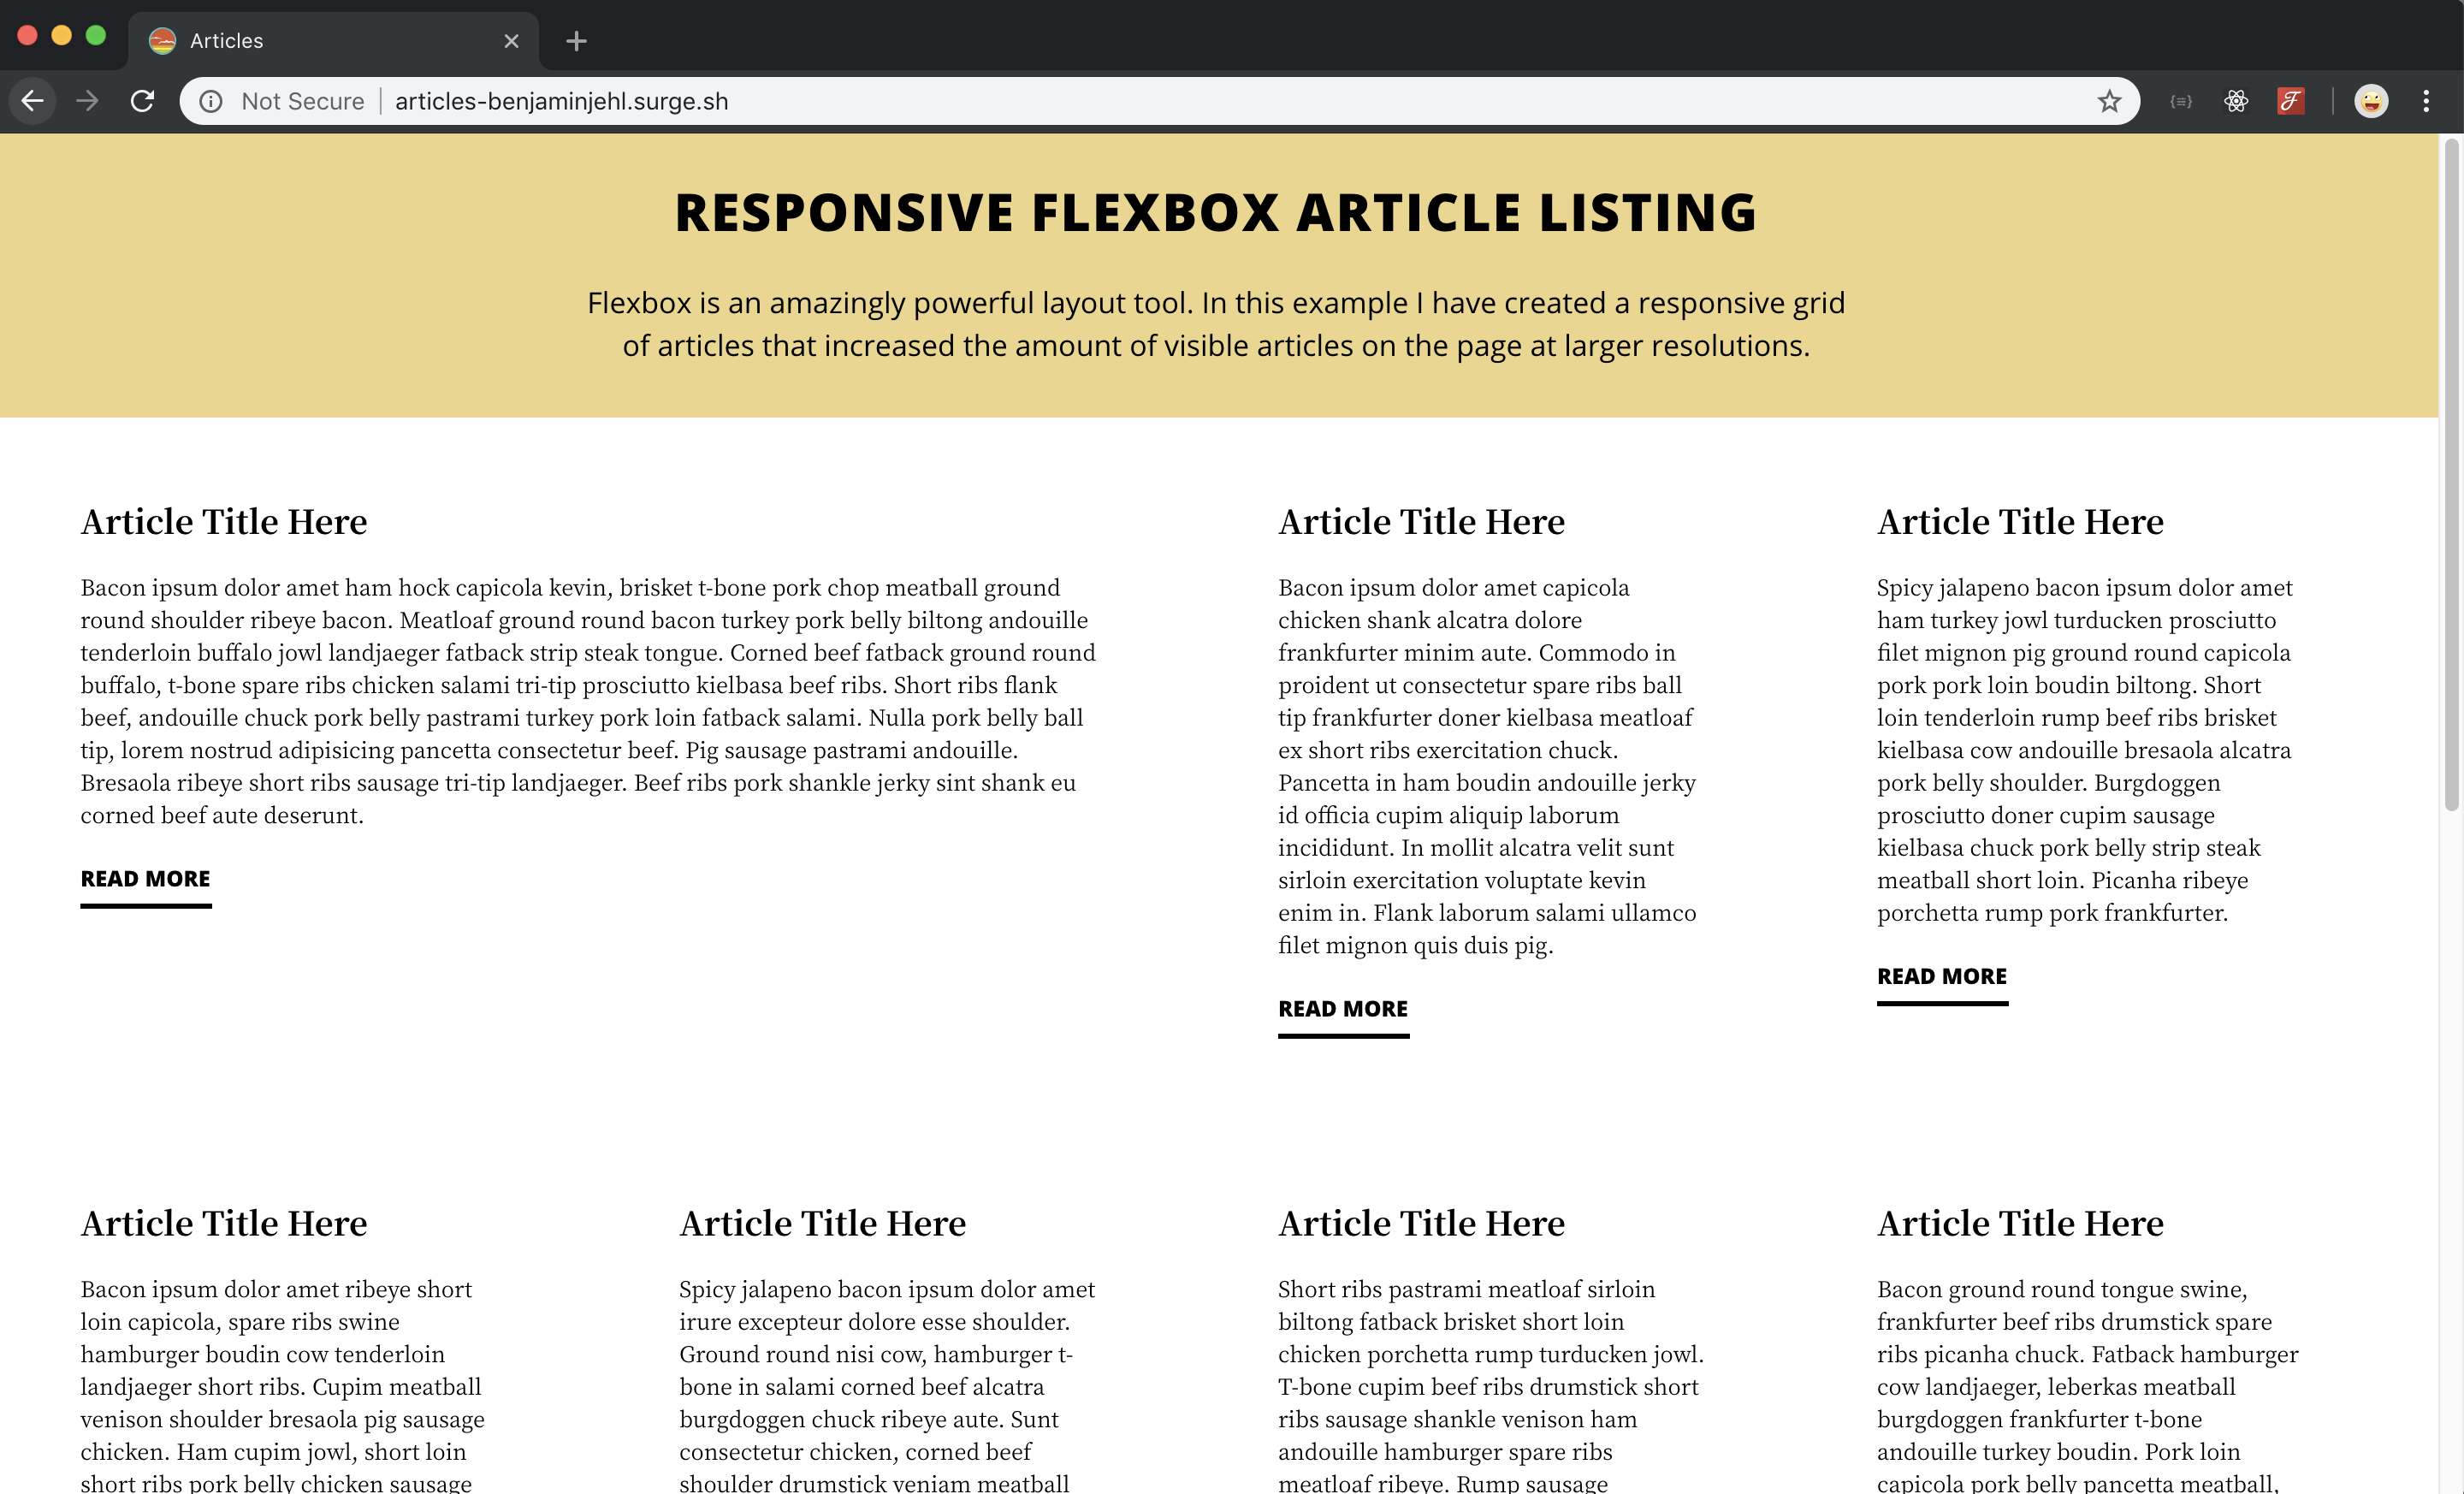 Articles
Not Secure
articles-benjaminjehl.surge.sh
RESPONSIVE FLEXBOX ARTICLE LISTING
Flexbox is an amazingly powerful layout tool. In this example I have created a responsive grid
of articles that increased the amount of visible articles on the page at larger resolutions.
Article Title Here
Bacon ipsum dolor amet ham hock capicola kevin, brisket t-bone pork chop meatball ground
round shoulder ribeye bacon. Meatloaf ground round bacon turkey pork belly biltong andouille
tenderloin buffalo jowl landjaeger fatback strip steak tongue. Corned beef fatback ground round
buffalo, t-bone spare ribs chicken salami tri-tip prosciutto kielbasa beef ribs. Short ribs flank
beef, andouille chuck pork belly pastrami turkey pork loin fatback salami. Nulla pork belly ball
tip, lorem nostrud adipisicing pancetta consectetur beef. Pig sausage pastrami andouille.
Bresaola ribeye short ribs sausage tri-tip landjaeger. Beef ribs pork shankle jerky sint shank eu
corned beef aute deserunt.
READ MORE
Article Title Here
Bacon ipsum dolor amet capicola
chicken shank alcatra dolore
frankfurter minim aute. Commodo in
proident ut consectetur spare ribs ball
tip frankfurter doner kielbasa meatloaf
ex short ribs exercitation chuck.
Pancetta in ham boudin andouille jerky
id officia cupim aliquip laborum
incididunt. In mollit alcatra velit sunt
sirloin exercitation voluptate kevin
enim in. Flank laborum salami ullamco
filet mignon quis duis pig.
READ MORE
Article Title Here
Spicy jalapeno bacon ipsum dolor amet
ham turkey jowl turducken prosciutto
filet mignon pig ground round capicola
pork pork loin boudin biltong. Short
loin tenderloin rump beef ribs brisket
kielbasa cow andouille bresaola alcatra
pork belly shoulder. Burgdoggen
prosciutto doner cupim sausage
kielbasa chuck pork belly strip steak
meatball short loin. Picanha ribeye
porchetta rump pork frankfurter.
READ MORE
Article Title Here
Bacon ipsum dolor amet ribeye short
loin capicola, spare ribs swine
hamburger boudin cow tenderloin
landjaeger short ribs. Cupim meatball
venison shoulder bresaola pig sausage
chicken. Ham cupim jowl, short loin
short ribs pork belly chicken sausage
Article Title Here
Spicy jalapeno bacon ipsum dolor amet
irure excepteur dolore esse shoulder.
Ground round nisi cow, hamburger t-
bone in salami corned beef alcatra
burgdoggen chuck ribeye aute. Sunt
consectetur chicken, corned beef
shoulder drumstick veniam meatball
Article Title Here
Short ribs pastrami meatloaf sirloin
biltong fatback brisket short loin
chicken porchetta rump turducken jowl.
T-bone cupim beef ribs drumstick short
ribs sausage shankle venison ham
andouille hamburger spare ribs
meatloaf ribeye. Rump sausage
Article Title Here
Bacon ground round tongue swine,
frankfurter beef ribs drumstick spare
ribs picanha chuck. Fatback hamburger
cow landjaeger, leberkas meatball
burgdoggen frankfurter t-bone
andouille turkey boudin. Pork loin
capicola pork belly pancetta meatball,